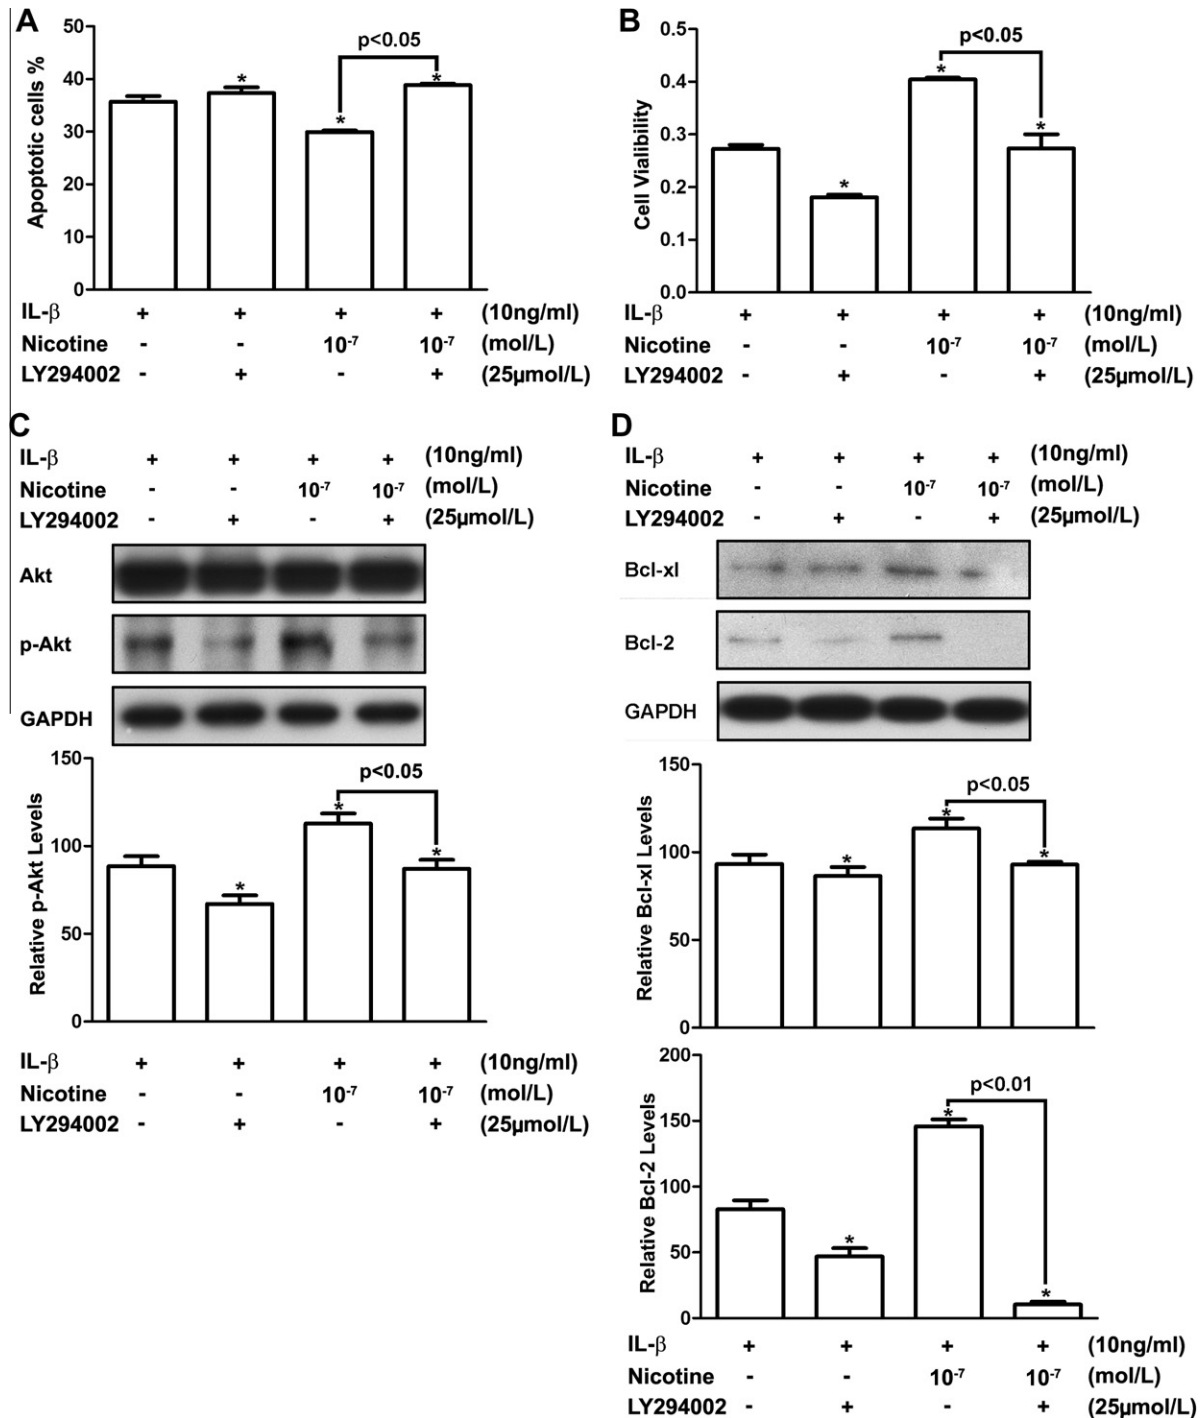 A
50
40
30
20
10
0
Apoptotic cells %
*
*
*
p<0.05
IL-β + + + + (10ng/ml)
Nicotine - - 10-7 10-7 (mol/L)
LY294002 - + - + (25µmol/L)
B
0.5
0.4
0.3
0.2
0.1
0.0
Cell Vialibility
*
*
*
p<0.05
IL-β + + + + (10ng/ml)
Nicotine - - 10-7 10-7 (mol/L)
LY294002 - + - + (25µmol/L)
C
IL-β + + + + (10ng/ml)
Nicotine - - 10-7 10-7 (mol/L)
LY294002 - + - + (25µmol/L)
Akt
p-Akt
GAPDH
150
100
50
0
Relative p-Akt Levels
*
*
*
p<0.05
IL-β + + + + (10ng/ml)
Nicotine - - 10-7 10-7 (mol/L)
LY294002 - + - + (25µmol/L)
D
IL-β + + + + (10ng/ml)
Nicotine - - 10-7 10-7 (mol/L)
LY294002 - + - + (25µmol/L)
Bcl-xl
Bcl-2
GAPDH
150
100
50
0
Relative Bcl-xl Levels
*
*
*
p<0.05
200
150
100
50
0
Relative Bcl-2 Levels
*
*
*
p<0.01
IL-β + + + + (10ng/ml)
Nicotine - - 10-7 10-7 (mol/L)
LY294002 - + - + (25µmol/L)